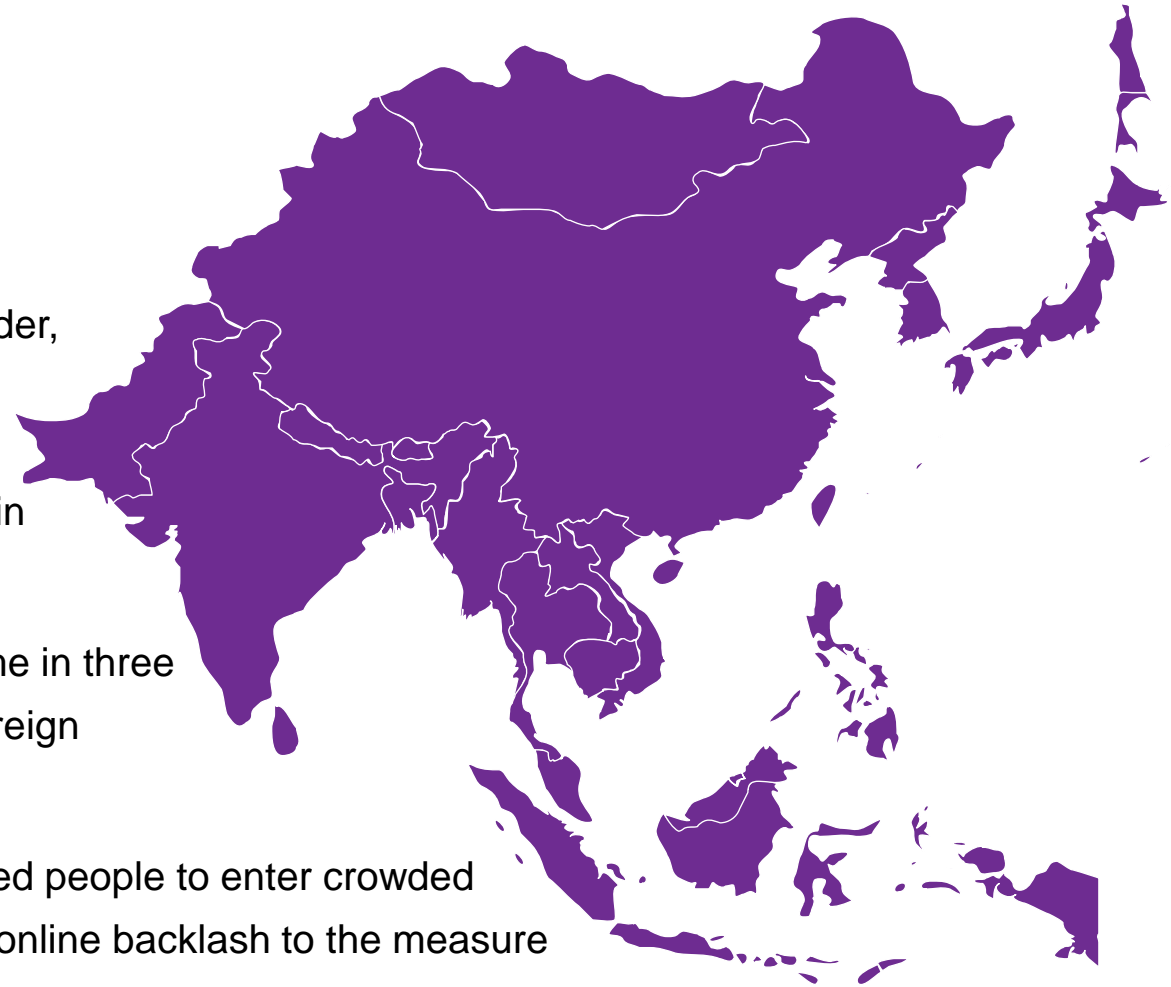 der,
in
ne in three
reign
ed people to enter crowded
online backlash to the measure